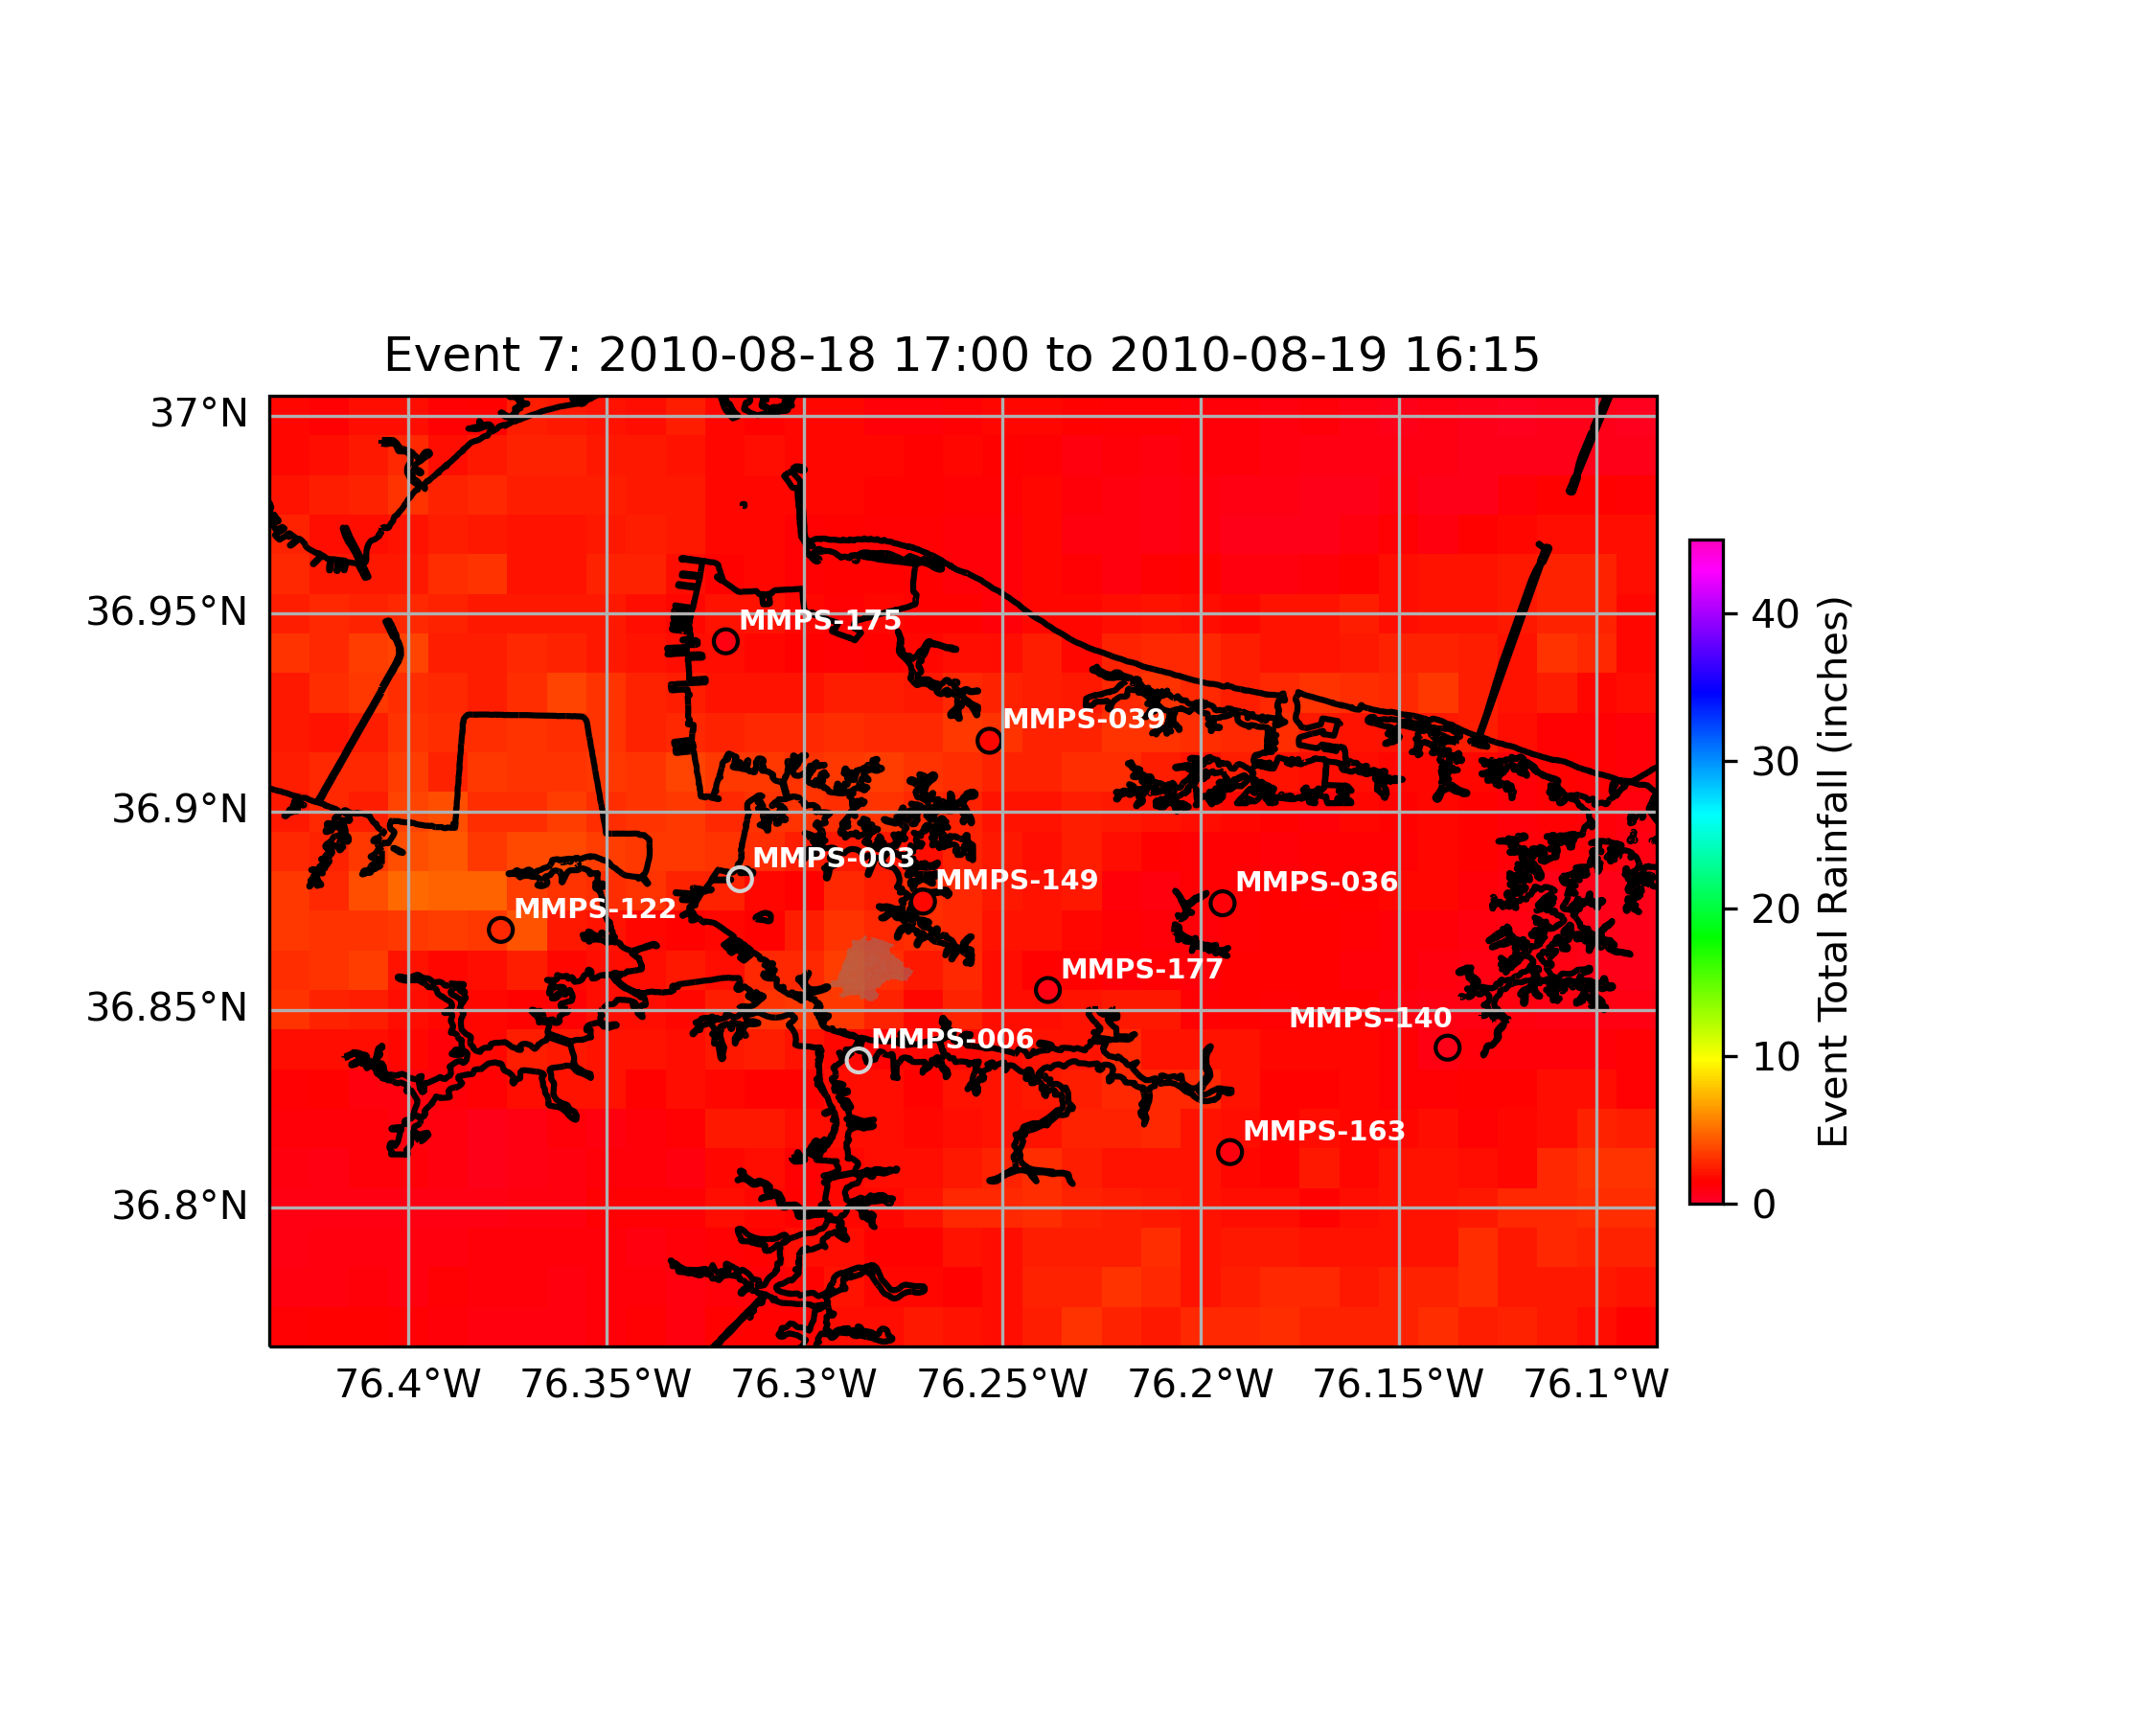 Event 7: 2010-08-18 17:00 to 2010-08-19 16:15
37°N
36.95°N
36.9°N
36.85°N
36.8°N
MMPS-175
MMPS-039
MMPS-003
MMPS-149
MMPS-036
MMPS-122
MMPS-177
MMPS-140
MMPS-006
MMPS-163
76.4°W
76.35°W
76.3°W
76.25°W
76.2°W
76.15°W
76.1°W
40
30
20
10
0
Event Total Rainfall (inches)